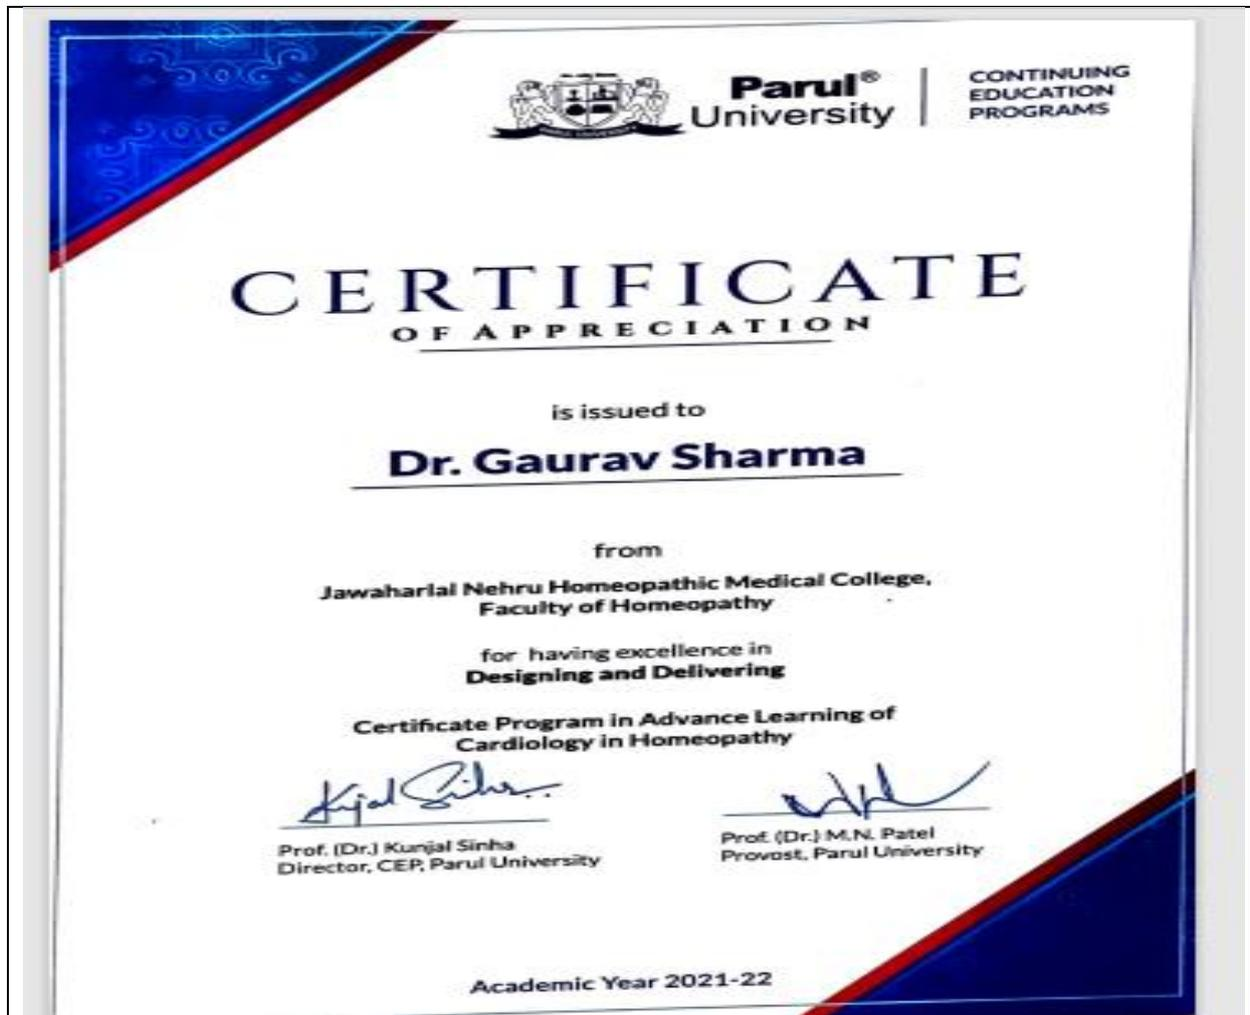 Parul®
University
CONTINUING
EDUCATION
PROGRAMS
CERTIFICATE
OF APPRECIATION
is issued to
Dr. Gaurav Sharma
from
Jawaharlal Nehru Homeopathic Medical College,
Faculty of Homeopathy
for having excellence in
Designing and Delivering
Certificate Program in Advance Learning of
Cardiology in Homeopathy
Prof. (Dr.) Kunjal Sinha
Director, CEP, Parul University
Prof. (Dr.) M.N. Patel
Provost, Parul University
Academic Year 2021-22